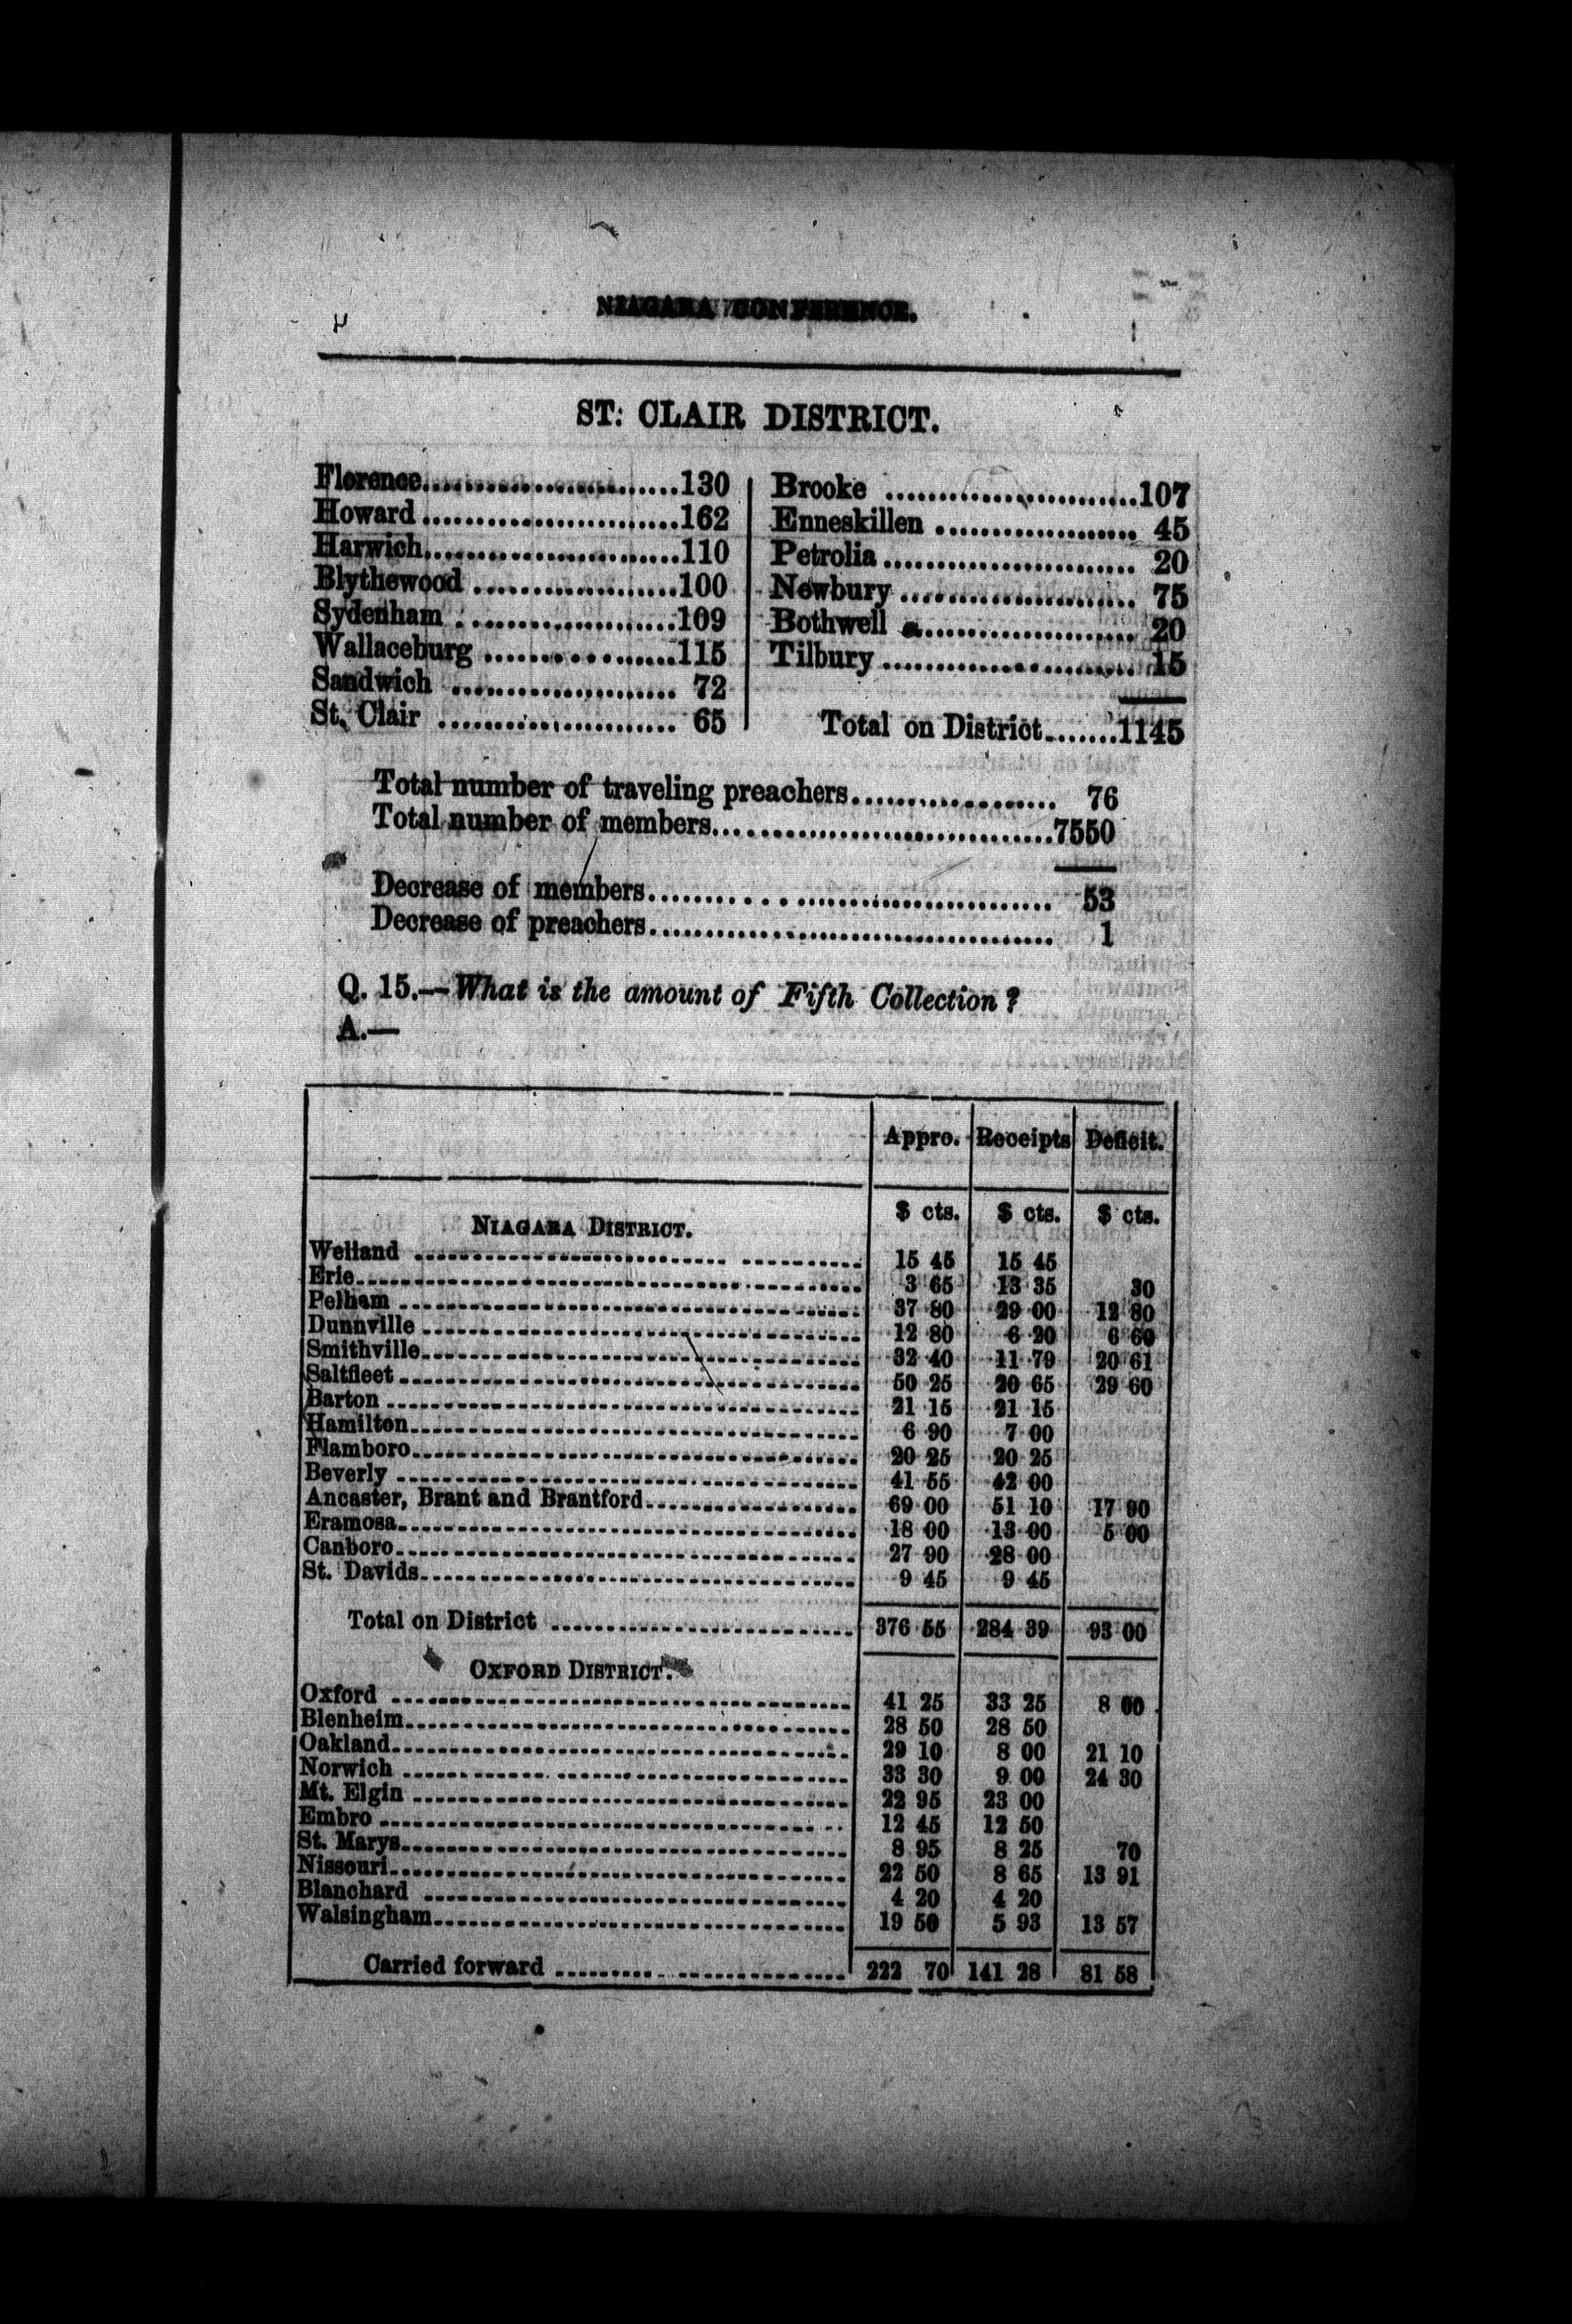 NIAGARA CONFERENCE.
ST. CLAIR DISTRICT.
Florence........................130
Howard........................162
Harwich........................110
Blythewood...................100
Sydenham....................109
Wallaceburg..................115
Sandwich..................... 72
St. Clair...................... 65
Brooke........................107
Enneskillen................... 45
Petrolia........................ 20
Newbury...................... 75
Bothwell...................... 20
Tilbury........................ 15
Total on District.......1145
Total number of traveling preachers................... 76
Total number of members................................7550
Decrease of members...................................... 53
Decrease of preachers..................................... 1
Q. 15.—What is the amount of Fifth Collection?
A.—
Appro. Receipts Deficit.
$ cts. $ cts. $ cts.
NIAGARA DISTRICT.
Welland 15 45 15 45
Erie 3 65 13 35 30
Pelham 37 80 29 00 12 80
Dunnville 12 80 6 20 6 60
Smithville 32 40 11 79 20 61
Saltfleet 50 25 20 65 29 60
Barton 21 15 21 15
Hamilton 6 90 7 00
Flamboro 20 25 20 25
Beverly 41 55 42 00
Ancaster, Brant and Brantford 69 00 51 10 17 90
Eramosa 18 00 13 00 5 00
Canboro 27 90 28 00
St. Davids 9 45 9 45
Total on District 376 55 284 39 93 00
OXFORD DISTRICT.
Oxford 41 25 33 25 8 00
Blenheim 28 50 28 50
Oakland 29 10 8 00 21 10
Norwich 33 30 9 00 24 30
Mt. Elgin 22 95 23 00
Embro 12 45 12 50
St. Marys 8 95 8 25 70
Nissouri 22 50 8 65 13 91
Blanchard 4 20 4 20
Walsingham 19 50 5 93 13 57
Carried forward 222 70 141 28 81 58